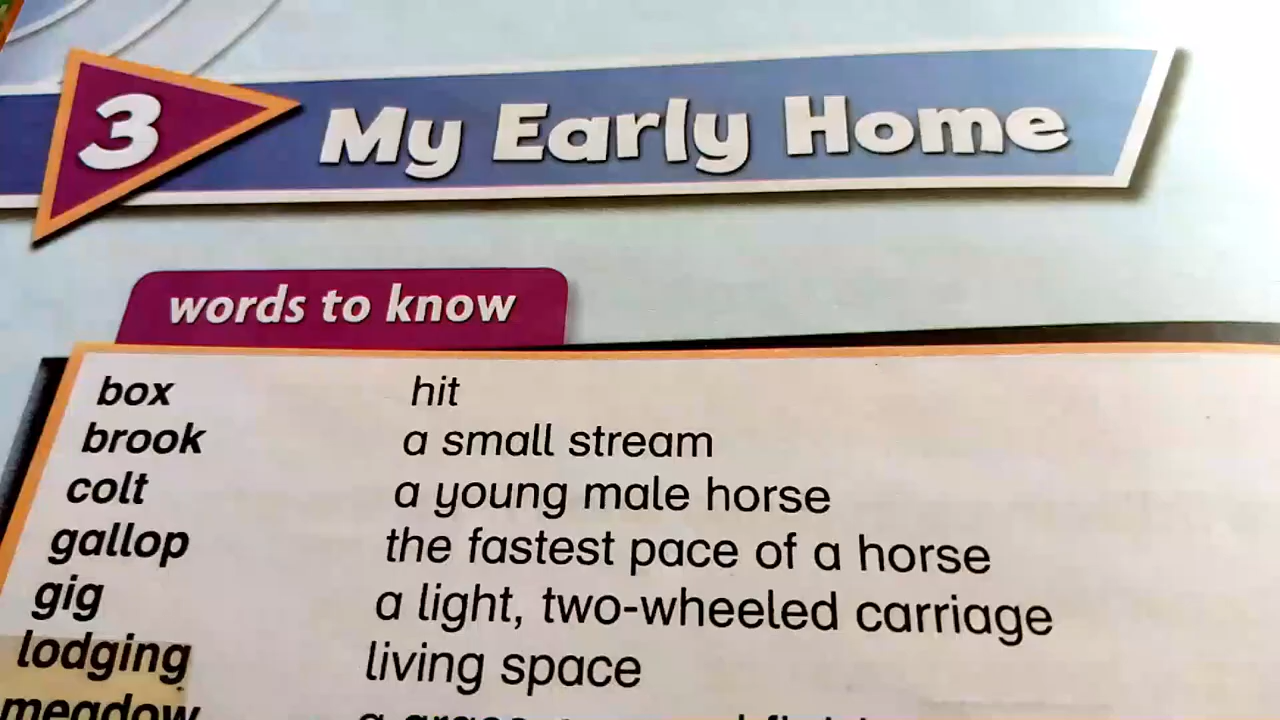 3 My Early Home
words to know
box hit
brook a small stream
colt a young male horse
gallop the fastest pace of a horse
gig a light, two-wheeled carriage
lodging living space
meadow a